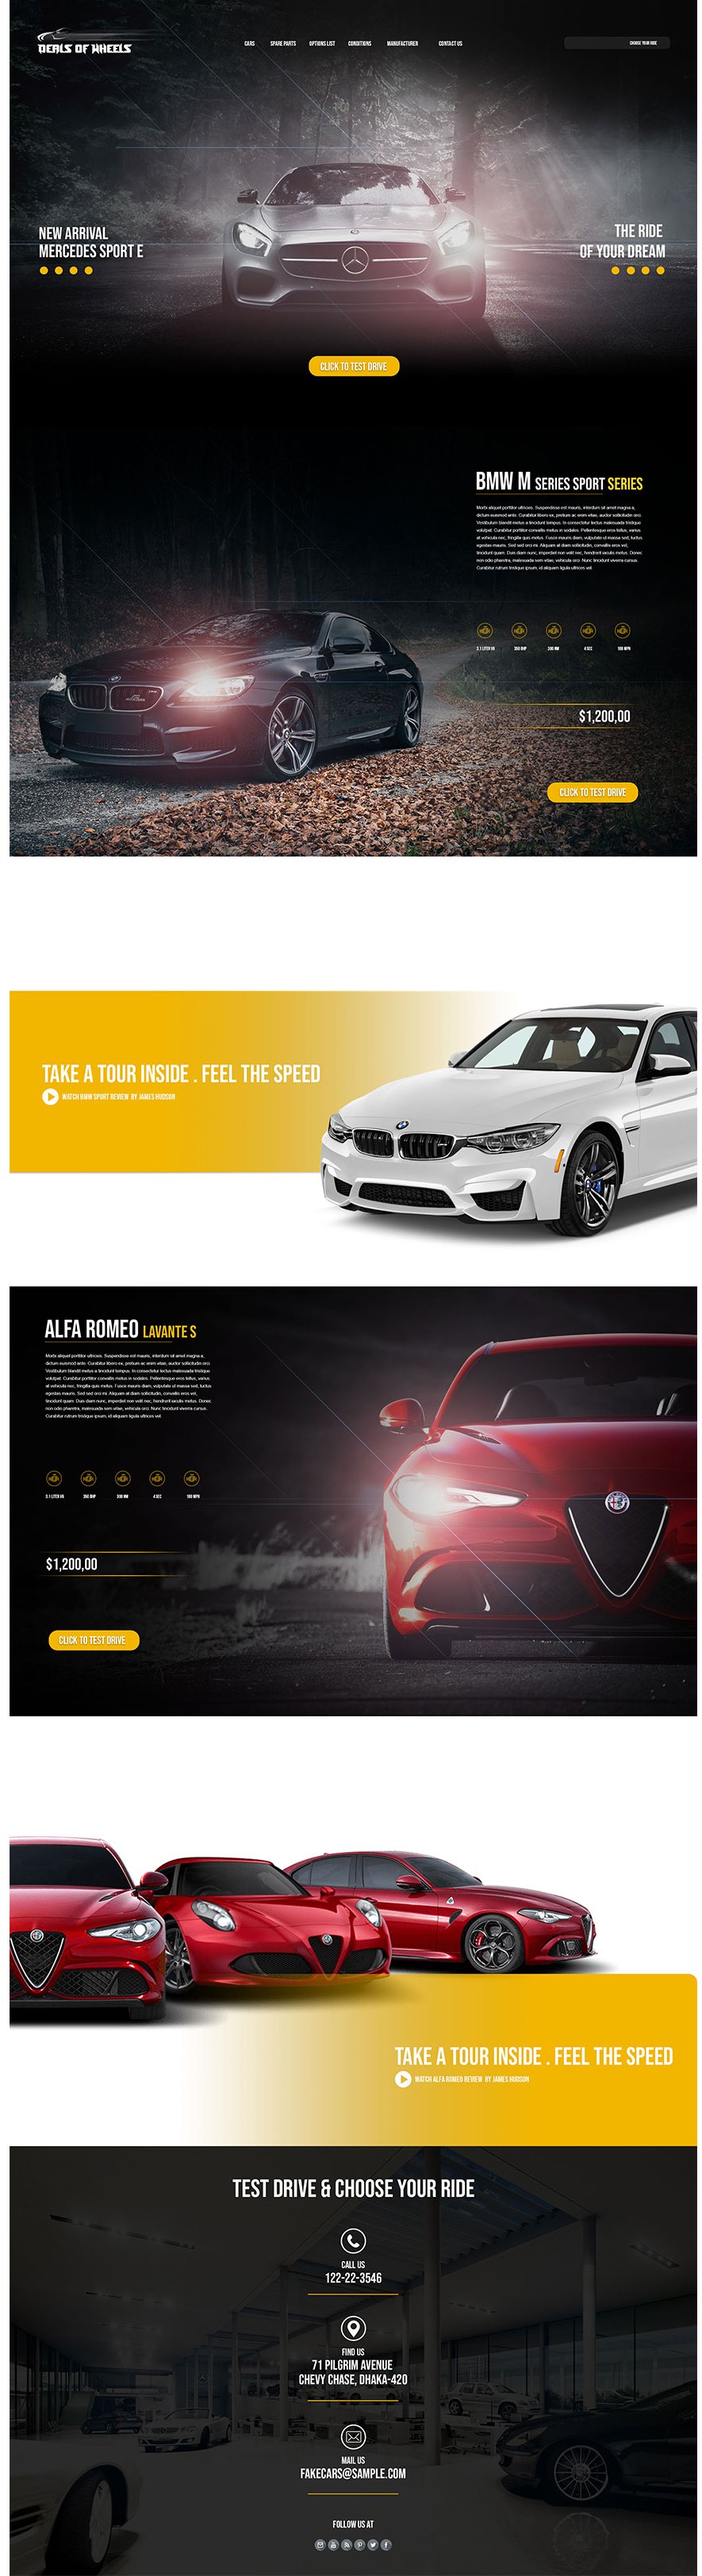 DEALS OF WHEELS
CARS SPARE PARTS OPTIONS LIST CONDITIONS MANUFACTURER CONTACT US
CHOOSE YOUR RIDE
NEW ARRIVAL
MERCEDES SPORT E
THE RIDE
OF YOUR DREAM
CLICK TO TEST DRIVE
BMW M SERIES SPORT SERIES
Morbi aliquet porttitor ultricies. Suspendisse est mauris, interdum sit amet magna a,
dictum euismod ante. Curabitur libero ex, pretium ac enim vitae, auctor sollicitudin orci.
Vestibulum blandit metus a tincidunt tempus. In consectetur lectus malesuada tristique
volutpat. Curabitur porttitor convallis metus in sodales. Pellentesque eros tellus, varius
at vehicula nec, fringilla quis metus. Fusce mauris diam, vulputate ut massa sed, luctus
egestas mauris. Sed sed orci mi. Aliquam at diam sollicitudin, convallis eros vel,
tincidunt quam. Duis diam nunc, imperdiet non velit nec, hendrerit iaculis metus. Donec
non odio pharetra, malesuada sem vitae, vehicula orci. Nunc tincidunt viverra cursus.
Curabitur rutrum tristique ipsum, id aliquam ligula ultrices vel.
3.1 LITER V6 350 BHP 300 NM 4 SEC 180 MPH
$1,200,00
CLICK TO TEST DRIVE
TAKE A TOUR INSIDE . FEEL THE SPEED
WATCH BMW SPORT REVIEW BY JAMES HUDSON
ALFA ROMEO LAVANTE S
Morbi aliquet porttitor ultricies. Suspendisse est mauris, interdum sit amet magna a,
dictum euismod ante. Curabitur libero ex, pretium ac enim vitae, auctor sollicitudin orci.
Vestibulum blandit metus a tincidunt tempus. In consectetur lectus malesuada tristique
volutpat. Curabitur porttitor convallis metus in sodales. Pellentesque eros tellus, varius
at vehicula nec, fringilla quis metus. Fusce mauris diam, vulputate ut massa sed, luctus
egestas mauris. Sed sed orci mi. Aliquam at diam sollicitudin, convallis eros vel,
tincidunt quam. Duis diam nunc, imperdiet non velit nec, hendrerit iaculis metus. Donec
non odio pharetra, malesuada sem vitae, vehicula orci. Nunc tincidunt viverra cursus.
Curabitur rutrum tristique ipsum, id aliquam ligula ultrices vel.
3.1 LITER V6 350 BHP 300 NM 4 SEC 180 MPH
$1,200,00
CLICK TO TEST DRIVE
TAKE A TOUR INSIDE . FEEL THE SPEED
WATCH ALFA ROMEO REVIEW BY JAMES HUDSON
TEST DRIVE & CHOOSE YOUR RIDE
CALL US
122-22-3546
FIND US
71 PILGRIM AVENUE
CHEVY CHASE, DHAKA-420
MAIL US
FAKECARS@SAMPLE.COM
FOLLOW US AT